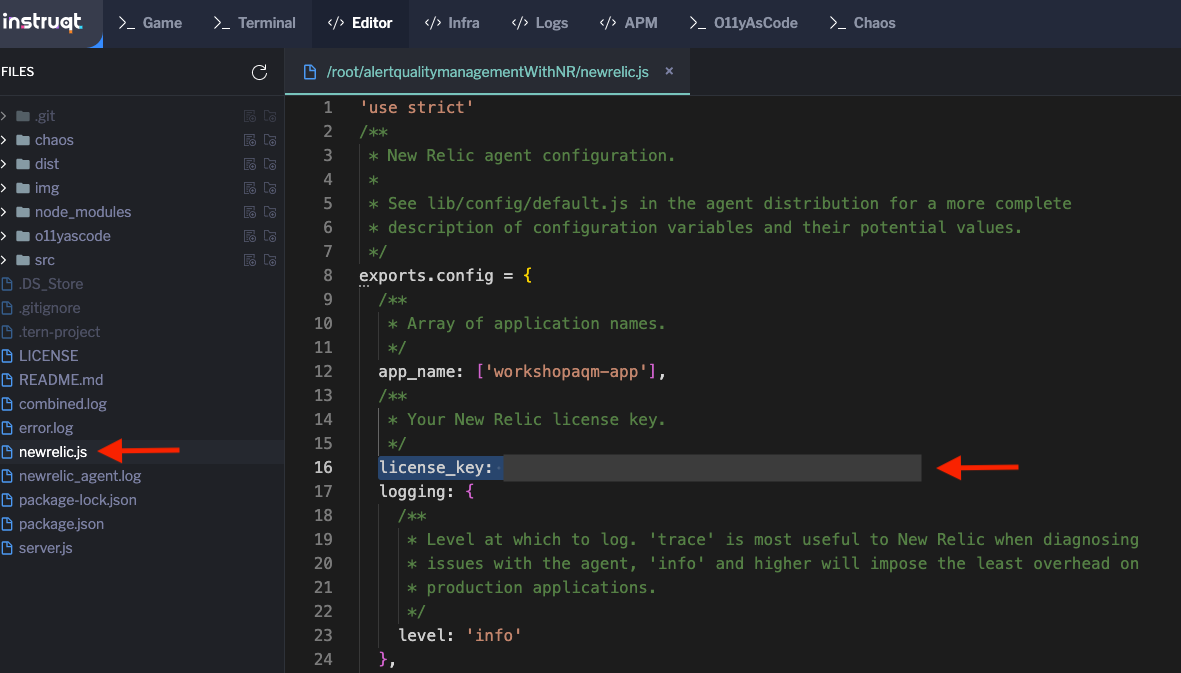 instruqt
>_ Game
>_ Terminal
</> Editor
</> Infra
</> Logs
</> APM
>_ O11yAsCode
>_ Chaos
FILES
.git
chaos
dist
img
node_modules
o11yascode
src
.DS_Store
.gitignore
.tern-project
LICENSE
README.md
combined.log
error.log
newrelic.js
newrelic_agent.log
package-lock.json
package.json
server.js
/root/alertqualitymanagementWithNR/newrelic.js ×
1 'use strict'
2 /**
3 * New Relic agent configuration.
4 *
5 * See lib/config/default.js in the agent distribution for a more complete
6 * description of configuration variables and their potential values.
7 */
8 exports.config = {
9 /**
10 * Array of application names.
11 */
12 app_name: ['workshopaqm-app'],
13 /**
14 * Your New Relic license key.
15 */
16 license_key:
17 logging: {
18 /**
19 * Level at which to log. 'trace' is most useful to New Relic when diagnosing
20 * issues with the agent, 'info' and higher will impose the least overhead on
21 * production applications.
22 */
23 level: 'info'
24 },